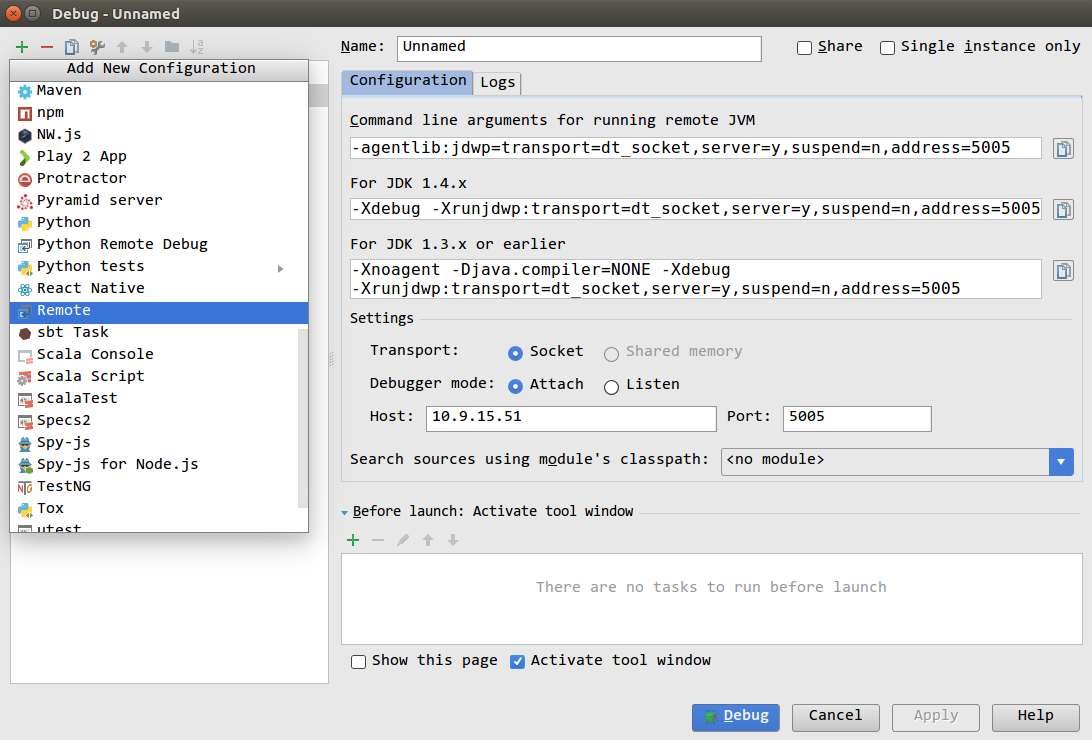 Debug - Unnamed
Add New Configuration
Maven
npm
NW.js
Play 2 App
Protractor
Pyramid server
Python
Python Remote Debug
Python tests
React Native
Remote
sbt Task
Scala Console
Scala Script
ScalaTest
Specs2
Spy-js
Spy-js for Node.js
TestNG
Tox
utest
Name: Unnamed
Share
Single instance only
Configuration
Logs
Command line arguments for running remote JVM
-agentlib:jdwp=transport=dt_socket,server=y,suspend=n,address=5005
For JDK 1.4.x
-Xdebug -Xrunjdwp:transport=dt_socket,server=y,suspend=n,address=5005
For JDK 1.3.x or earlier
-Xnoagent -Djava.compiler=NONE -Xdebug
-Xrunjdwp:transport=dt_socket,server=y,suspend=n,address=5005
Settings
Transport: Socket Shared memory
Debugger mode: Attach Listen
Host: 10.9.15.51 Port: 5005
Search sources using module's classpath: <no module>
Before launch: Activate tool window
There are no tasks to run before launch
Show this page Activate tool window
Debug Cancel Apply Help